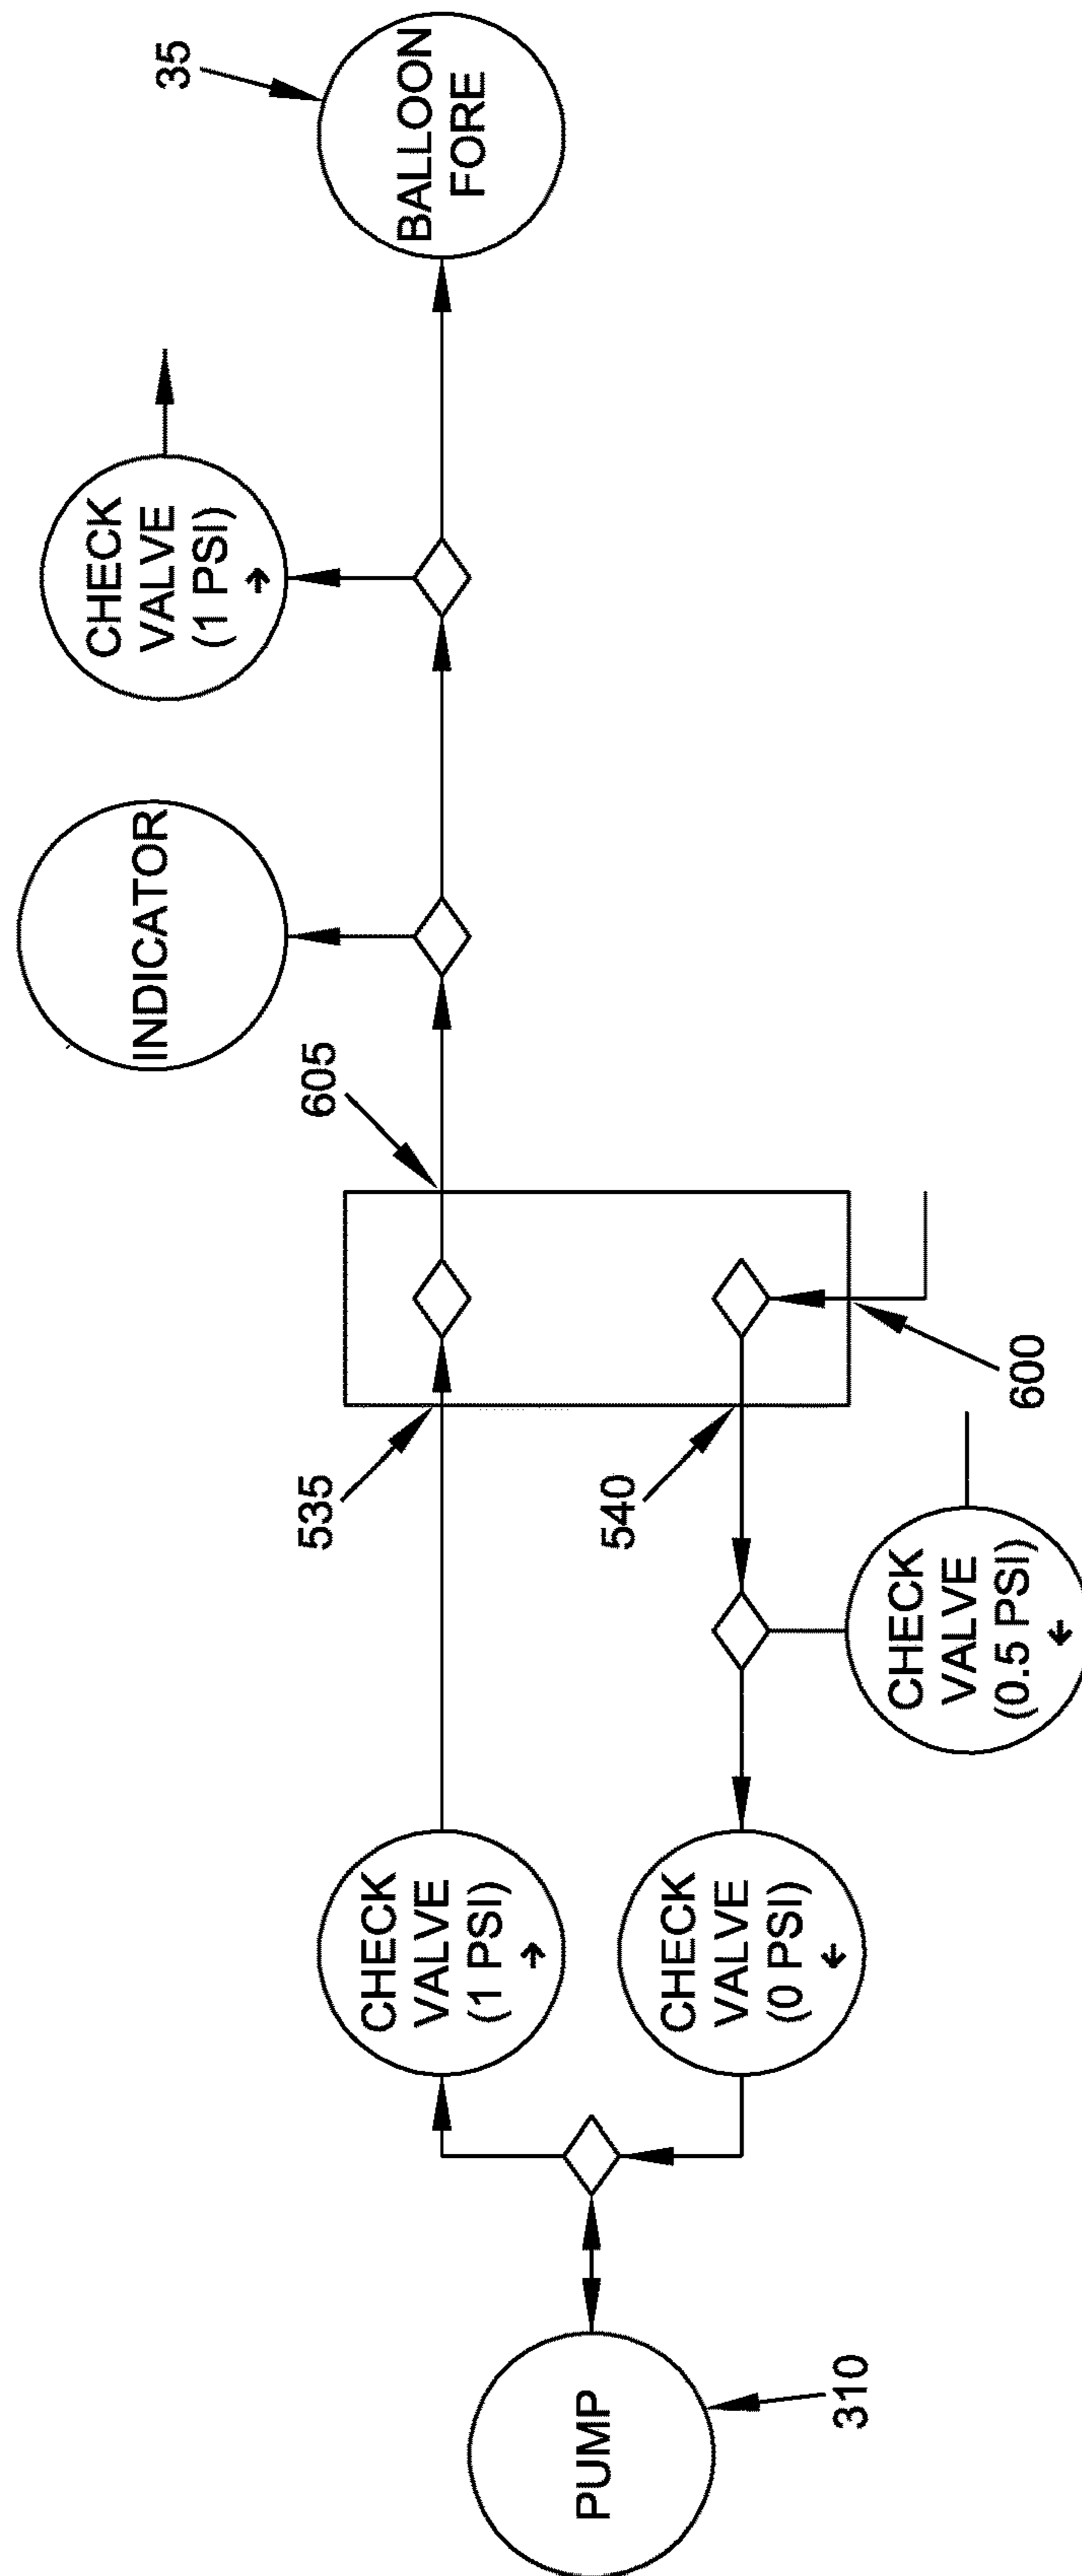 35
BALLOON
FORE
CHECK
VALVE
(1 PSI)
→
INDICATOR
605
535
540
600
CHECK
VALVE
(1 PSI)
→
CHECK
VALVE
(0 PSI)
←
CHECK
VALVE
(0.5 PSI)
←
PUMP
310